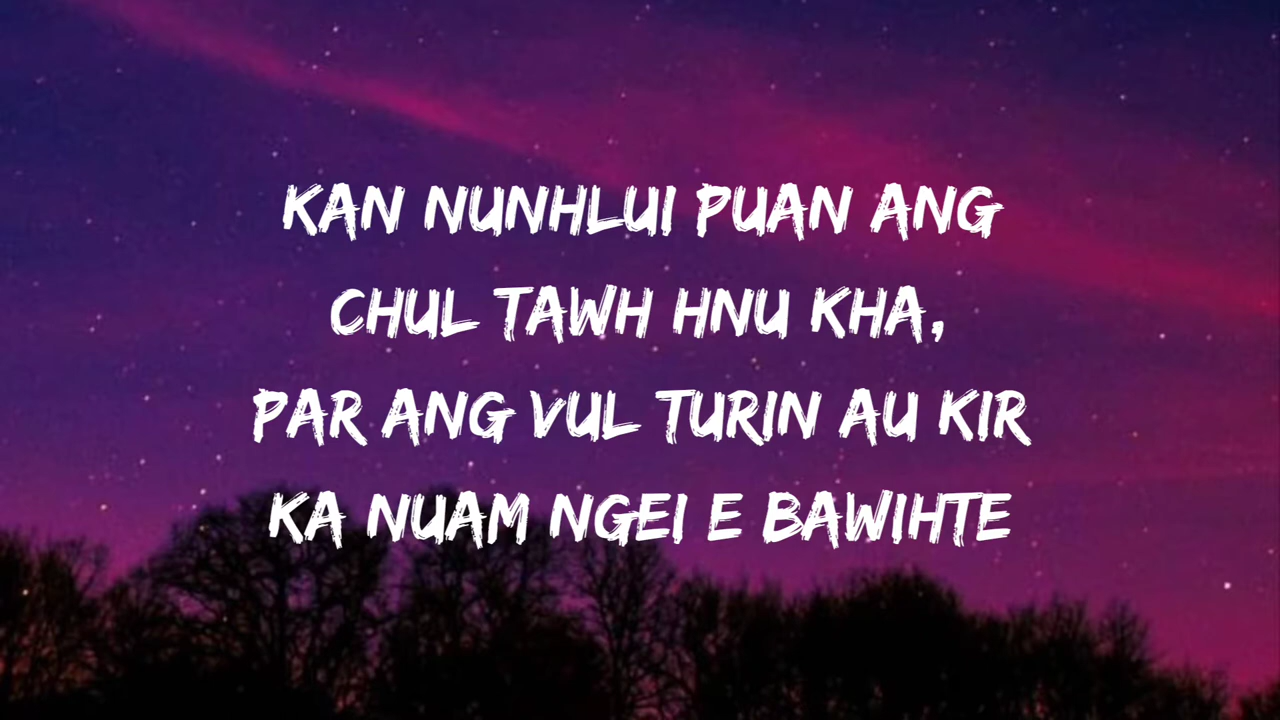 KAN NUNHLUI PUAN ANG
CHUL TAWH HNU KHA,
PAR ANG VUL TURIN AU KIR
KA NUAM NGEI E BAWIHTE